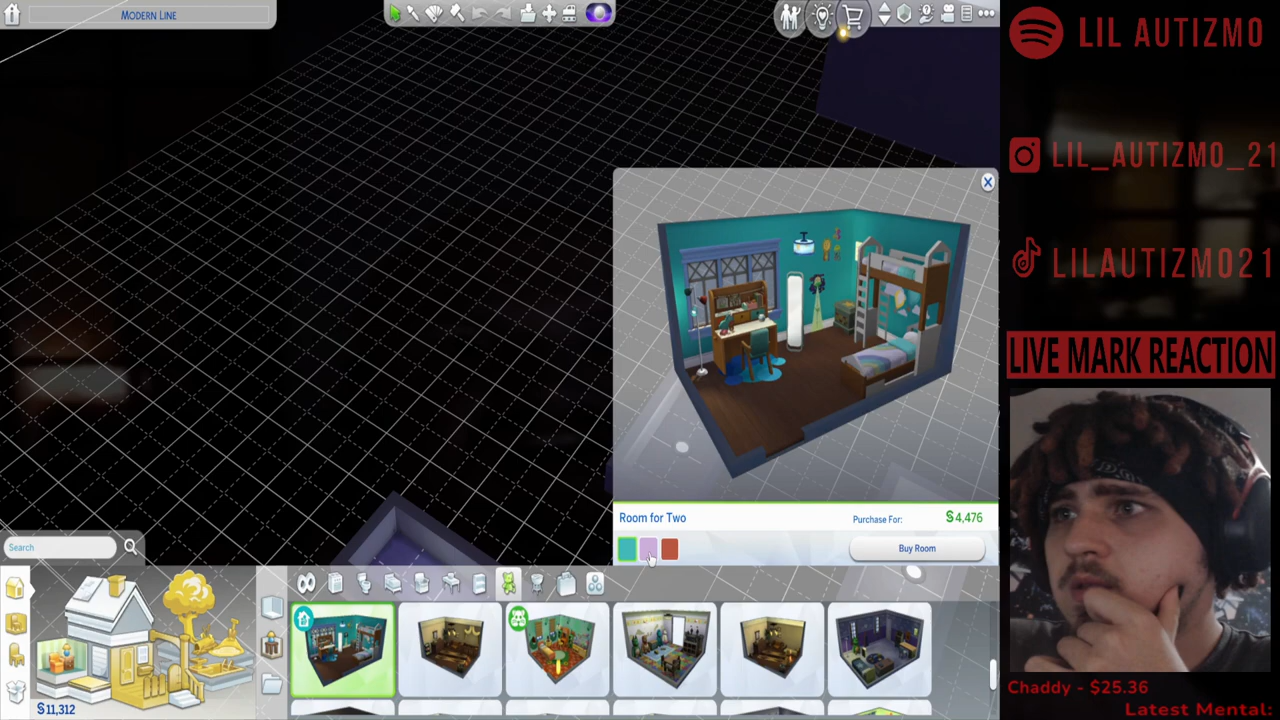 MODERN LINE
LIL AUTIZMO
LIL_AUTIZMO_21
LILAUTIZMO21
LIVE MARK REACTION
Room for Two
Purchase For:
§4,476
Buy Room
Search
§11,312
Chaddy - $25.36
Latest Mental: